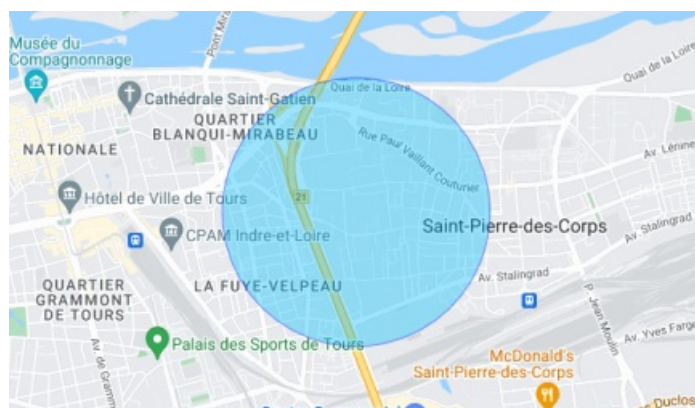 Musée du
Compagnonnage
Pont Mira
Quai de la Loire
Quai de la Loire
Cathédrale Saint-Gatien
QUARTIER
BLANQUI-MIRABEAU
Rue Paul Vaillant Couturier
NATIONALE
Av. Lénine
21
Hôtel de Ville de Tours
Saint-Pierre-des-Corps
Av. Stalingrad
CPAM Indre-et-Loire
Av. Stalingrad
QUARTIER
GRAMMONT
DE TOURS
LA FUYE-VELPEAU
P. Jean Moulin
Av. Yves Farge
Palais des Sports de Tours
Av. de Gramm
McDonald's
Saint-Pierre-des-Corps
Duclos